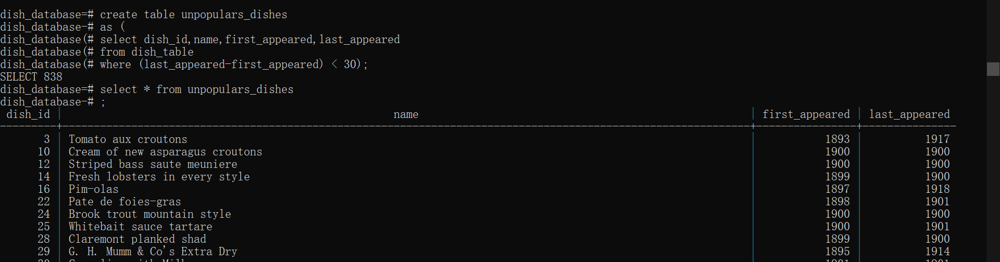 dish_database=# create table unpopulars_dishes
dish_database-# as (
dish_database(# select dish_id,name,first_appeared,last_appeared
dish_database(# from dish_table
dish_database(# where (last_appeared-first_appeared) < 30);
SELECT 838
dish_database=# select * from unpopulars_dishes
dish_database-# ;
dish_id | name | first_appeared | last_appeared
3 | Tomato aux croutons | 1893 | 1917
10 | Cream of new asparagus croutons | 1900 | 1900
12 | Striped bass saute meuniere | 1900 | 1900
14 | Fresh lobsters in every style | 1899 | 1900
16 | Pim-olas | 1897 | 1918
22 | Pate de foies-gras | 1898 | 1901
24 | Brook trout mountain style | 1900 | 1900
25 | Whitebait sauce tartare | 1900 | 1901
28 | Claremont planked shad | 1899 | 1900
29 | G. H. Mumm & Co's Extra Dry | 1895 | 1914